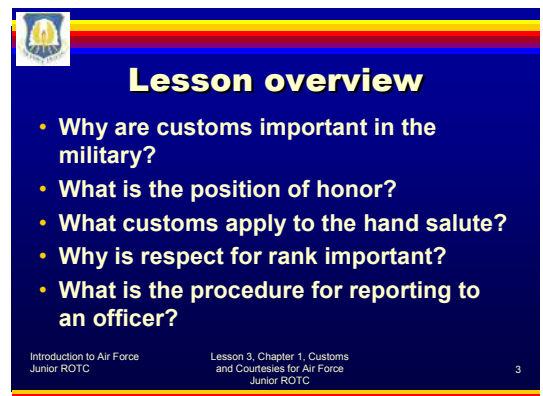 Lesson overview
• Why are customs important in the
military?
• What is the position of honor?
• What customs apply to the hand salute?
• Why is respect for rank important?
• What is the procedure for reporting to
an officer?
Introduction to Air Force
Junior ROTC
Lesson 3, Chapter 1, Customs
and Courtesies for Air Force
Junior ROTC
3